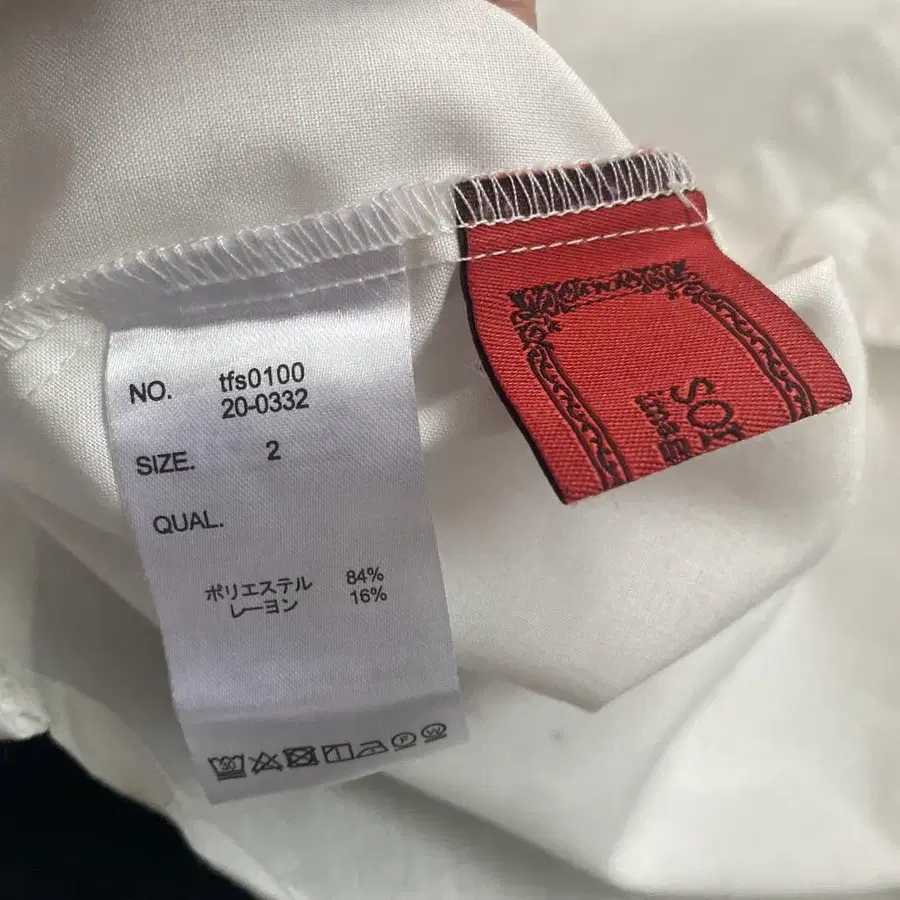 NO. tfs0100
20-0332
SIZE. 2
QUAL.
ポリエステル 84%
レーヨン 16%